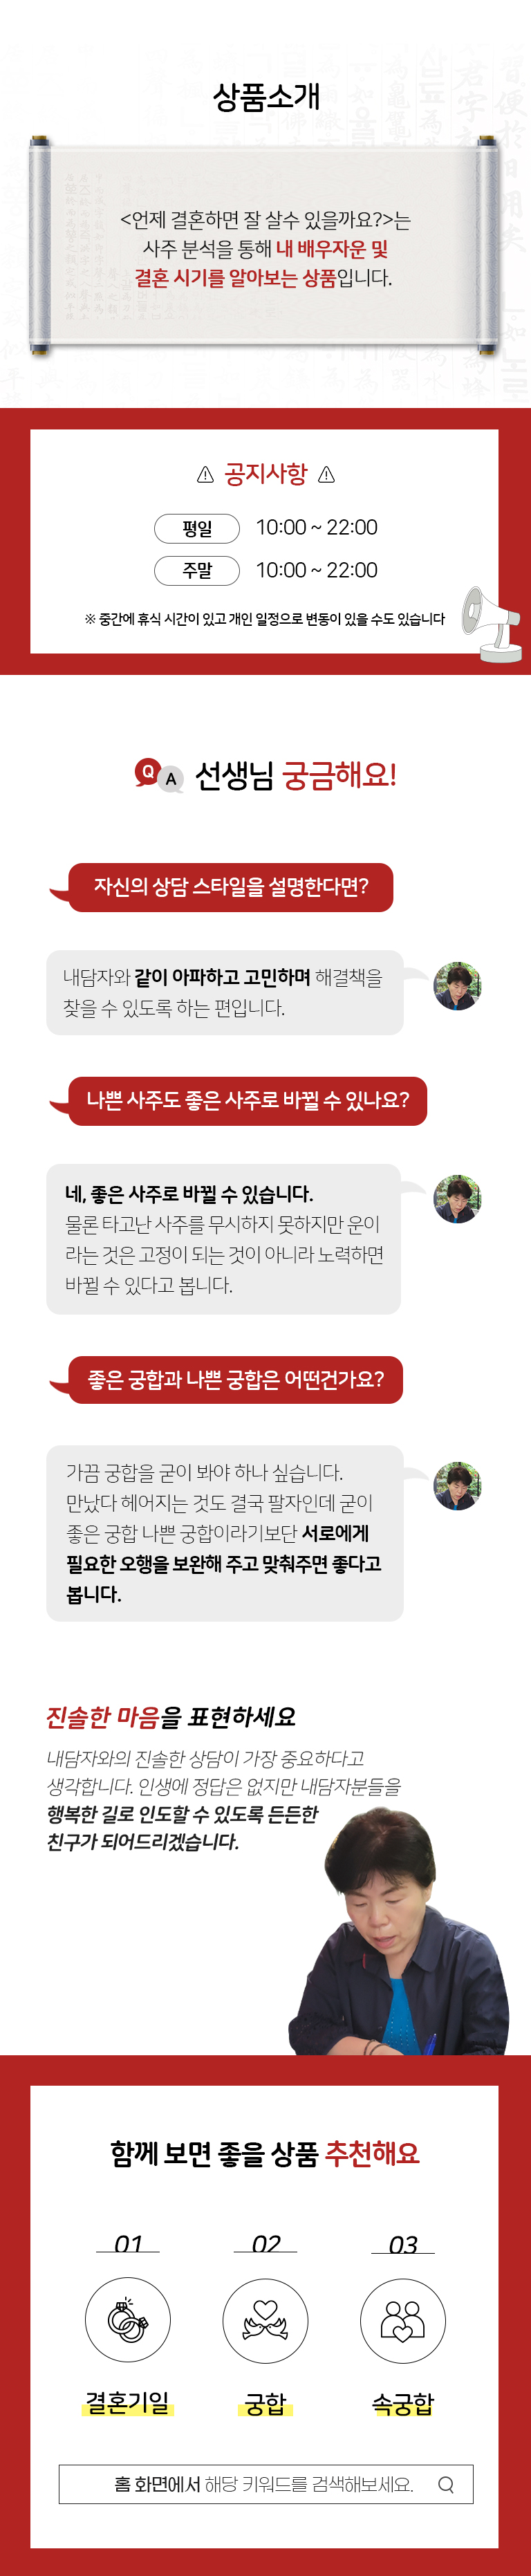 상품소개
<언제 결혼하면 잘 살수 있을까요?>는
사주 분석을 통해 내 배우자운 및
결혼 시기를 알아보는 상품입니다.
공지사항
평일 10:00 ~ 22:00
주말 10:00 ~ 22:00
※ 중간에 휴식 시간이 있고 개인 일정으로 변동이 있을 수도 있습니다
Q A 선생님 궁금해요!
자신의 상담 스타일을 설명한다면?
내담자와 같이 아파하고 고민하며 해결책을
찾을 수 있도록 하는 편입니다.
나쁜 사주도 좋은 사주로 바뀔 수 있나요?
네, 좋은 사주로 바뀔 수 있습니다.
물론 타고난 사주를 무시하지 못하지만 운이
라는 것은 고정이 되는 것이 아니라 노력하면
바뀔 수 있다고 봅니다.
좋은 궁합과 나쁜 궁합은 어떤건가요?
가끔 궁합을 굳이 봐야 하나 싶습니다.
만났다 헤어지는 것도 결국 팔자인데 굳이
좋은 궁합 나쁜 궁합이라기보단 서로에게
필요한 오행을 보완해 주고 맞춰주면 좋다고
봅니다.
진솔한 마음을 표현하세요
내담자와의 진솔한 상담이 가장 중요하다고
생각합니다. 인생에 정답은 없지만 내담자분들을
행복한 길로 인도할 수 있도록 든든한
친구가 되어드리겠습니다.
함께 보면 좋을 상품 추천해요
01 02 03
결혼기일 궁합 속궁합
홈 화면에서 해당 키워드를 검색해보세요.